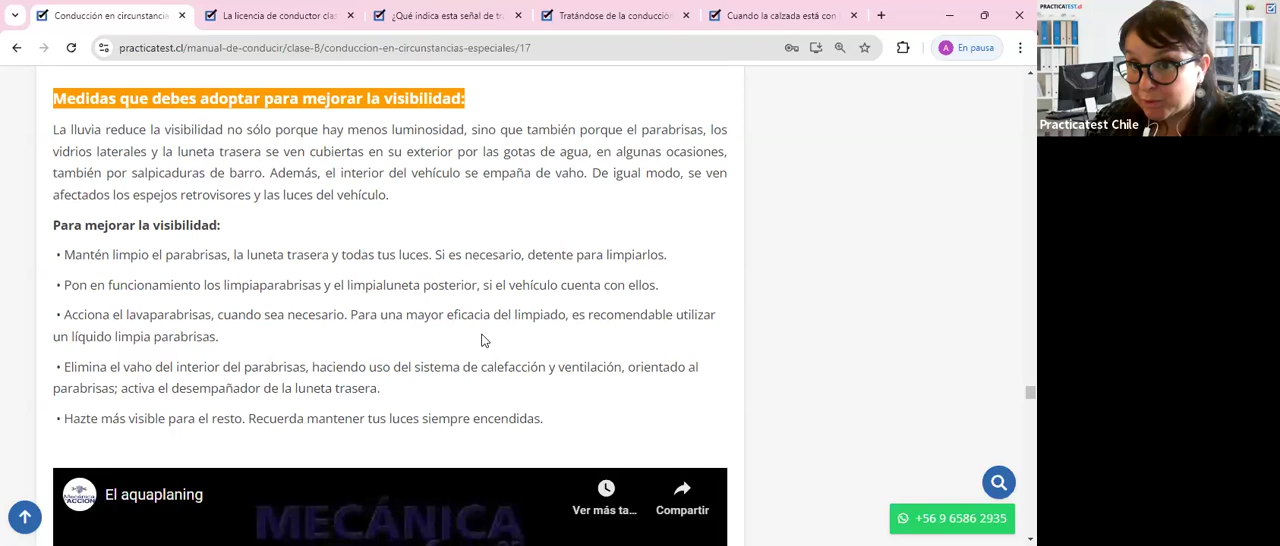 Conducción en circunstancia
La licencia de conductor clas
¿Qué indica esta señal de tr
Tratándose de la conducción
Cuando la calzada está con
practicatest.cl/manual-de-conducir/clase-B/conduccion-en-circunstancias-especiales/17
A En pausa
PRACTICATEST.cl
Practicatest Chile
Medidas que debes adoptar para mejorar la visibilidad:
La lluvia reduce la visibilidad no sólo porque hay menos luminosidad, sino que también porque el parabrisas, los
vidrios laterales y la luneta trasera se ven cubiertas en su exterior por las gotas de agua, en algunas ocasiones,
también por salpicaduras de barro. Además, el interior del vehículo se empaña de vaho. De igual modo, se ven
afectados los espejos retrovisores y las luces del vehículo.
Para mejorar la visibilidad:
• Mantén limpio el parabrisas, la luneta trasera y todas tus luces. Si es necesario, detente para limpiarlos.
• Pon en funcionamiento los limpiaparabrisas y el limpialuneta posterior, si el vehículo cuenta con ellos.
• Acciona el lavaparabrisas, cuando sea necesario. Para una mayor eficacia del limpiado, es recomendable utilizar
un líquido limpia parabrisas.
• Elimina el vaho del interior del parabrisas, haciendo uso del sistema de calefacción y ventilación, orientado al
parabrisas; activa el desempañador de la luneta trasera.
• Hazte más visible para el resto. Recuerda mantener tus luces siempre encendidas.
El aquaplaning
Ver más ta...
Compartir
MECÁNICA
+56 9 6586 2935